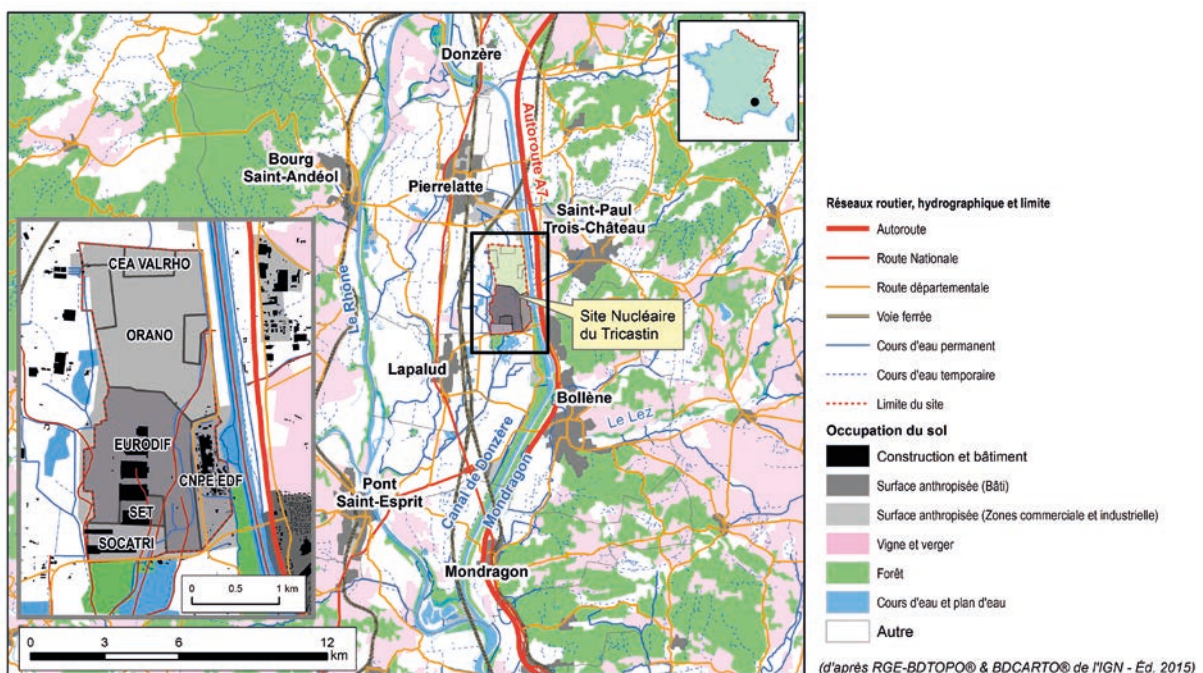 Donzère
Autoroute A7
Bourg
Saint-Andéol
Pierrelatte
Saint-Paul
Trois-Château
Le Rhône
Site Nucléaire
du Tricastin
Lapalud
Bollène
Le Lez
Canal de Donzère
Mondragon
Pont
Saint-Esprit
Mondragon
CEA VALRHO
ORANO
EURODIF
CNPE EDF
SET
SOCATRI
0 0.5 1 km
0 3 6 12
km
Réseaux routier, hydrographique et limite
Autoroute
Route Nationale
Route départementale
Voie ferrée
Cours d'eau permanent
Cours d'eau temporaire
Limite du site
Occupation du sol
Construction et bâtiment
Surface anthropisée (Bâti)
Surface anthropisée (Zones commerciale et industrielle)
Vigne et verger
Forêt
Cours d'eau et plan d'eau
Autre
(d'après RGE-BDTOPO® & BDCARTO® de l'IGN - Éd. 2015)